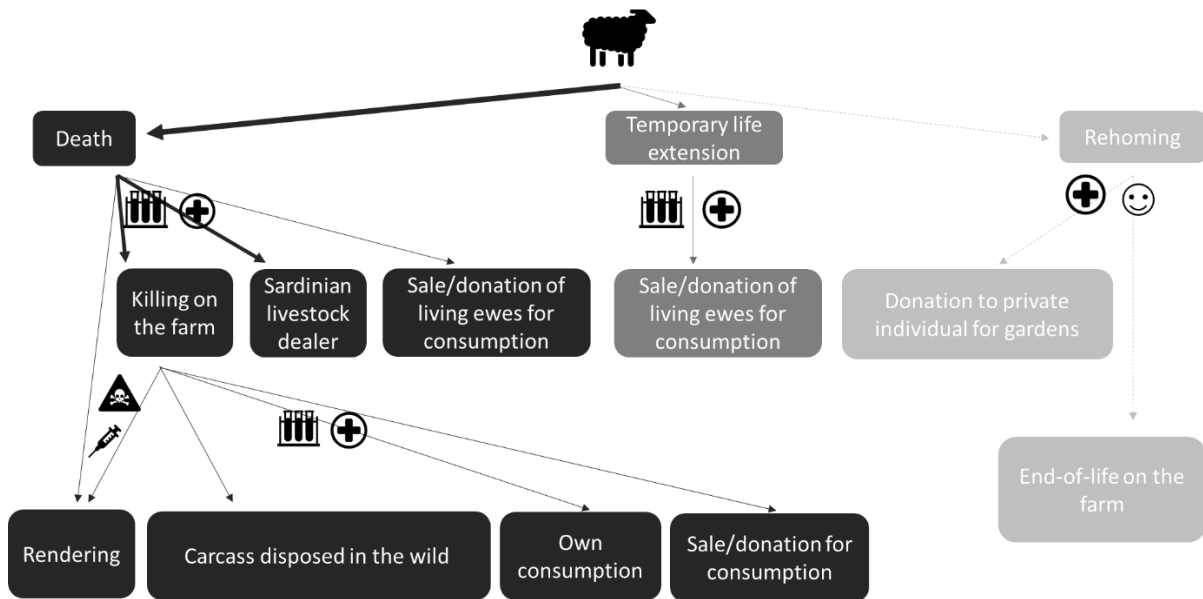 Death
Temporary life
extension
Rehoming
Killing on
the farm
Sardinian
livestock
dealer
Sale/donation of
living ewes for
consumption
Sale/donation of
living ewes for
consumption
Donation to private
individual for gardens
End-of-life on the
farm
Rendering
Carcass disposed in the wild
Own
consumption
Sale/donation for
consumption